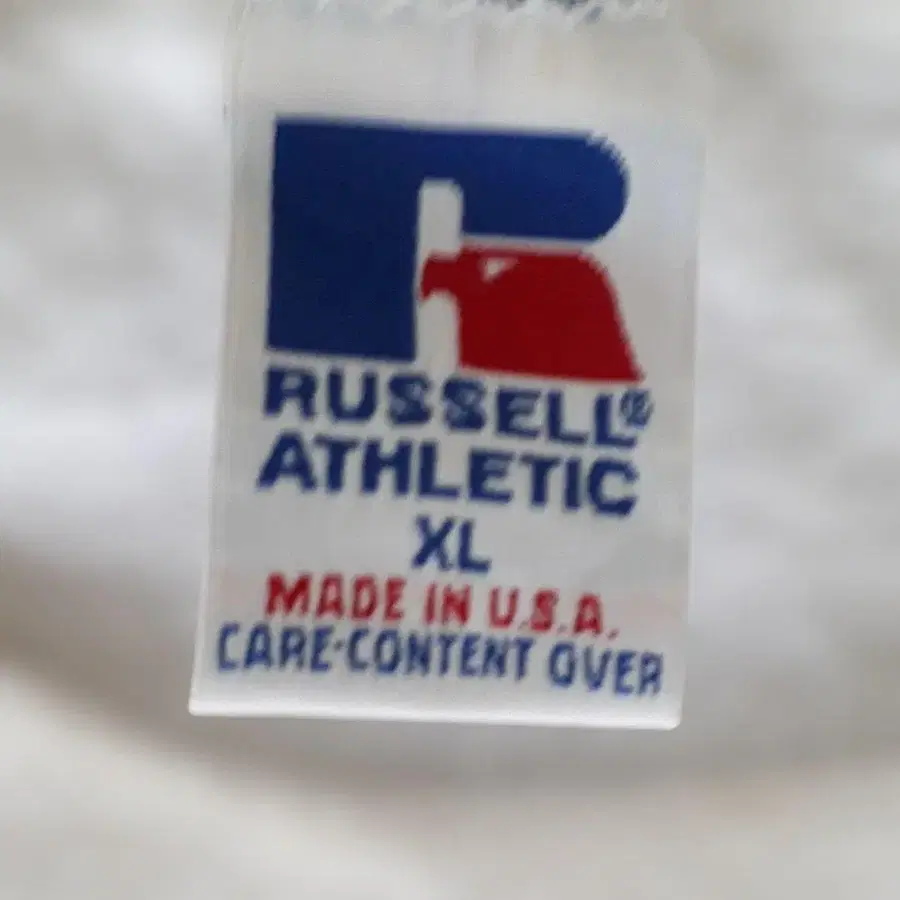 RUSSELL®
ATHLETIC
XL
MADE IN U.S.A.
CARE·CONTENT OVER